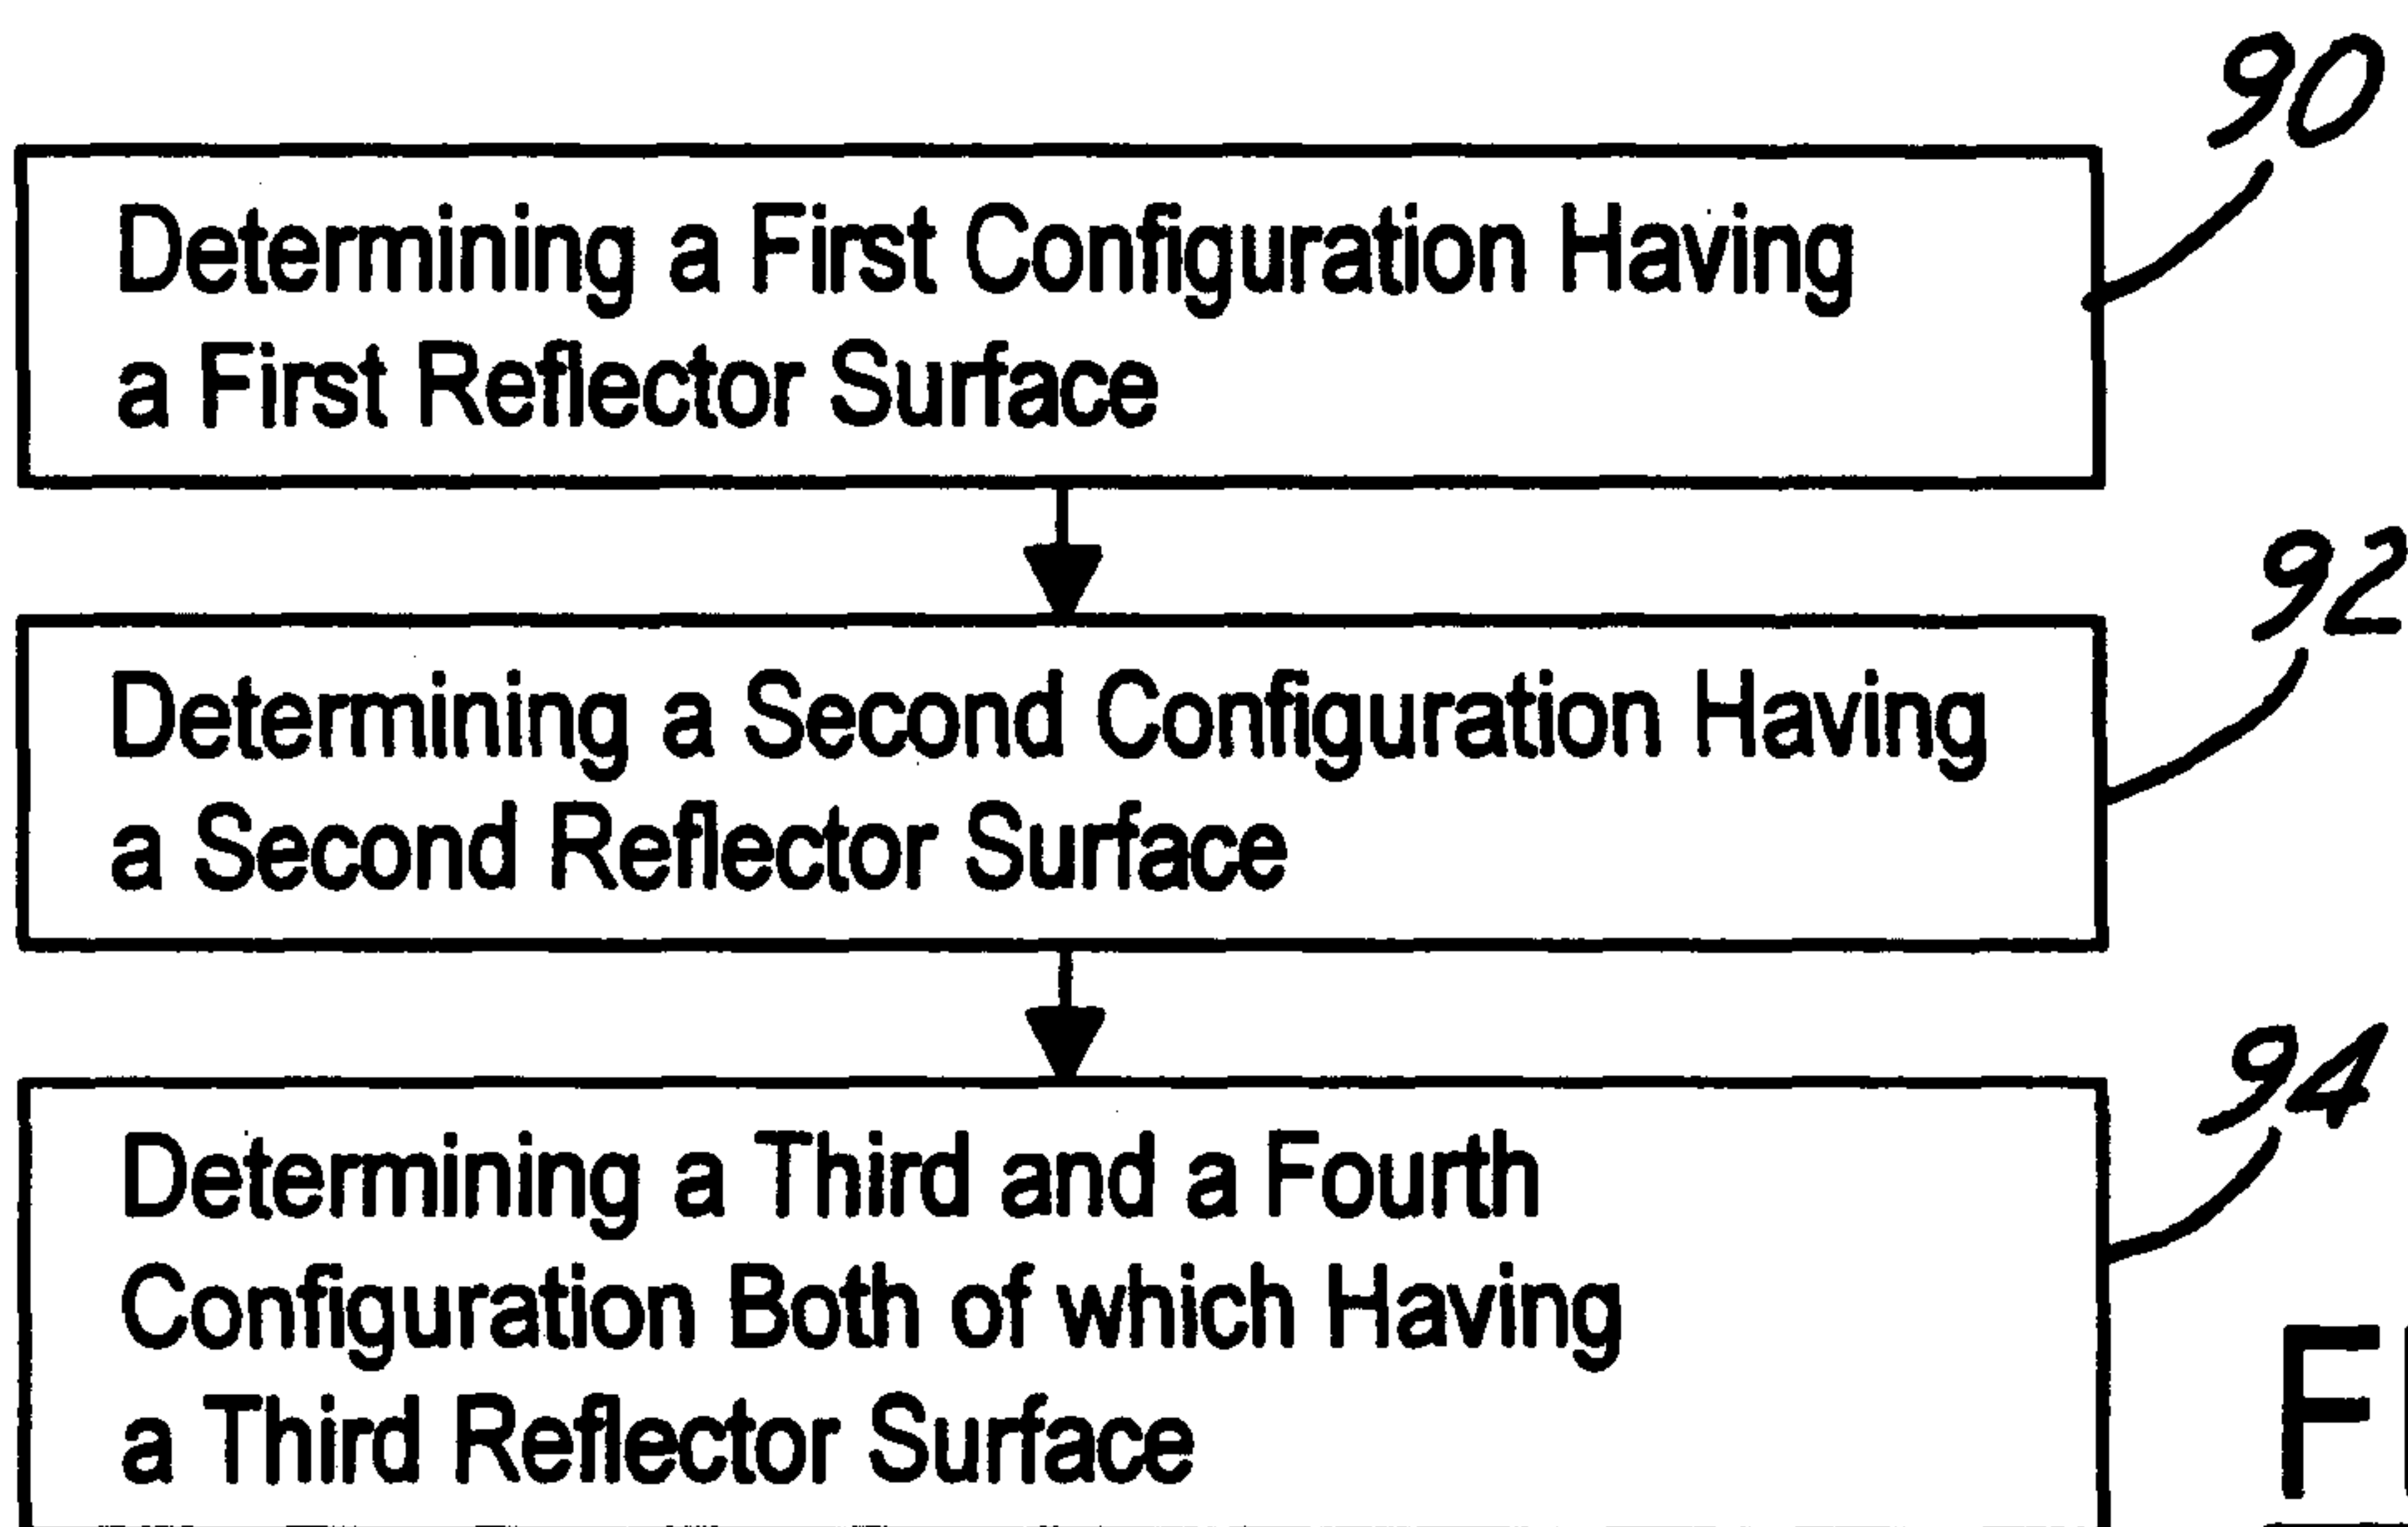 90
Determining a First Configuration Having
a First Reflector Surface
92
Determining a Second Configuration Having
a Second Reflector Surface
94
Determining a Third and a Fourth
Configuration Both of which Having
a Third Reflector Surface